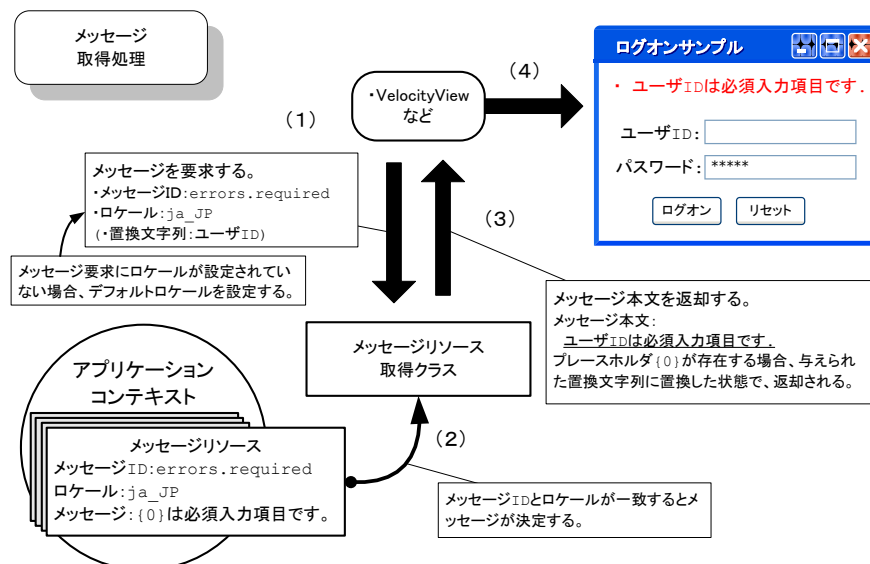 メッセージ
取得処理
(1)
メッセージを要求する。
・メッセージID:errors.required
・ロケール:ja_JP
(・置換文字列:ユーザID)
メッセージ要求にロケールが設定されてい
ない場合、デフォルトロケールを設定する。
・VelocityView
など
(4)
ログオンサンプル
・ ユーザIDは必須入力項目です.
ユーザID:
パスワード: *****
ログオン リセット
(3)
メッセージ本文を返却する。
メッセージ本文:
ユーザIDは必須入力項目です.
プレースホルダ{0}が存在する場合、与えられ
た置換文字列に置換した状態で、返却される。
メッセージリソース
取得クラス
アプリケーション
コンテキスト
メッセージリソース
メッセージID:errors.required
ロケール:ja_JP
メッセージ:{0}は必須入力項目です。
(2)
メッセージIDとロケールが一致するとメ
ッセージが決定する。